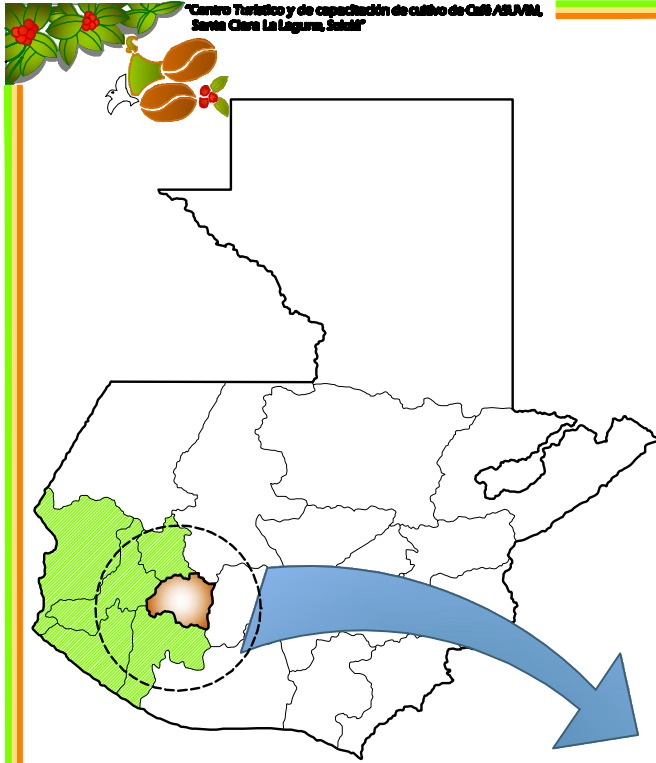 "Centro Turístico y de capacitación de cultivo de Café ASUVIM,
Santa Clara La Laguna, Sololá"